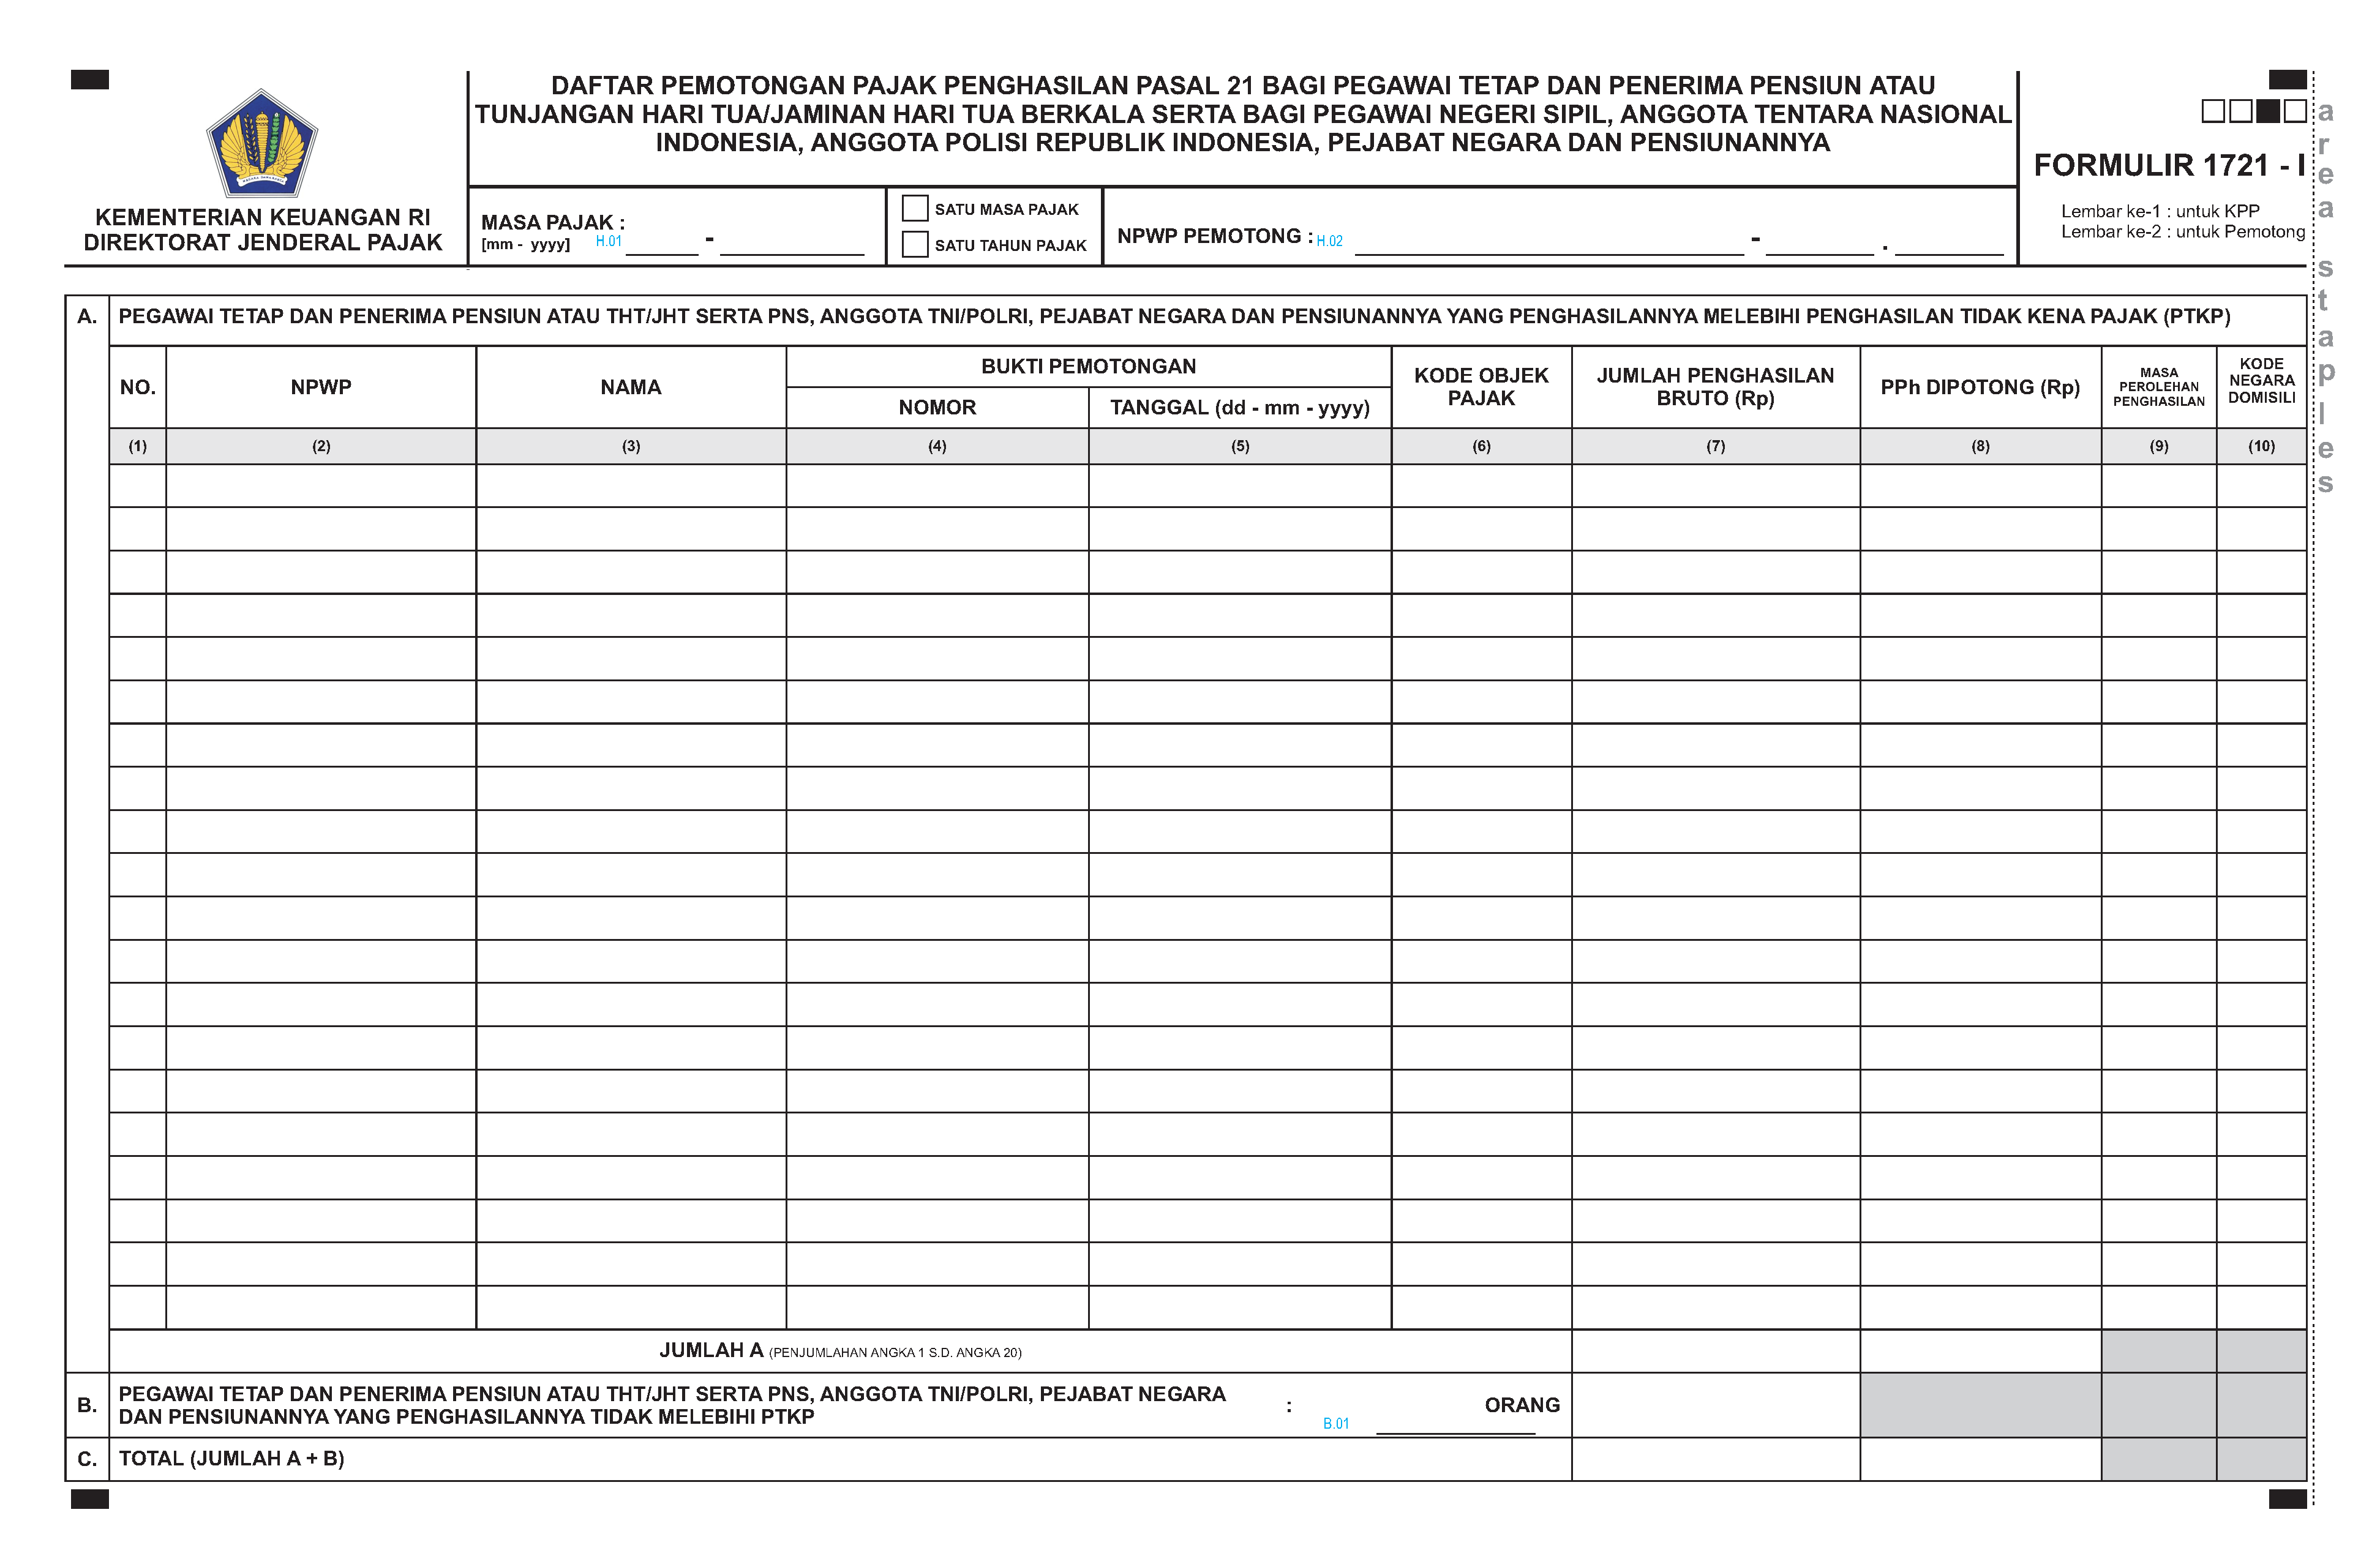 DAFTAR PEMOTONGAN PAJAK PENGHASILAN PASAL 21 BAGI PEGAWAI TETAP DAN PENERIMA PENSIUN ATAU
TUNJANGAN HARI TUA/JAMINAN HARI TUA BERKALA SERTA BAGI PEGAWAI NEGERI SIPIL, ANGGOTA TENTARA NASIONAL
INDONESIA, ANGGOTA POLISI REPUBLIK INDONESIA, PEJABAT NEGARA DAN PENSIUNANNYA
KEMENTERIAN KEUANGAN RI
DIREKTORAT JENDERAL PAJAK
MASA PAJAK :
[mm - yyyy] H.01 -
SATU MASA PAJAK
SATU TAHUN PAJAK
NPWP PEMOTONG : H.02 - .
FORMULIR 1721 - I
Lembar ke-1 : untuk KPP
Lembar ke-2 : untuk Pemotong
area staples
A. PEGAWAI TETAP DAN PENERIMA PENSIUN ATAU THT/JHT SERTA PNS, ANGGOTA TNI/POLRI, PEJABAT NEGARA DAN PENSIUNANNYA YANG PENGHASILANNYA MELEBIHI PENGHASILAN TIDAK KENA PAJAK (PTKP)
NO.
NPWP
NAMA
BUKTI PEMOTONGAN
NOMOR
TANGGAL (dd - mm - yyyy)
KODE OBJEK
PAJAK
JUMLAH PENGHASILAN
BRUTO (Rp)
PPh DIPOTONG (Rp)
MASA
PEROLEHAN
PENGHASILAN
KODE
NEGARA
DOMISILI
(1) (2) (3) (4) (5) (6) (7) (8) (9) (10)
JUMLAH A (PENJUMLAHAN ANGKA 1 S.D. ANGKA 20)
B. PEGAWAI TETAP DAN PENERIMA PENSIUN ATAU THT/JHT SERTA PNS, ANGGOTA TNI/POLRI, PEJABAT NEGARA
DAN PENSIUNANNYA YANG PENGHASILANNYA TIDAK MELEBIHI PTKP
: B.01 ORANG
C. TOTAL (JUMLAH A + B)